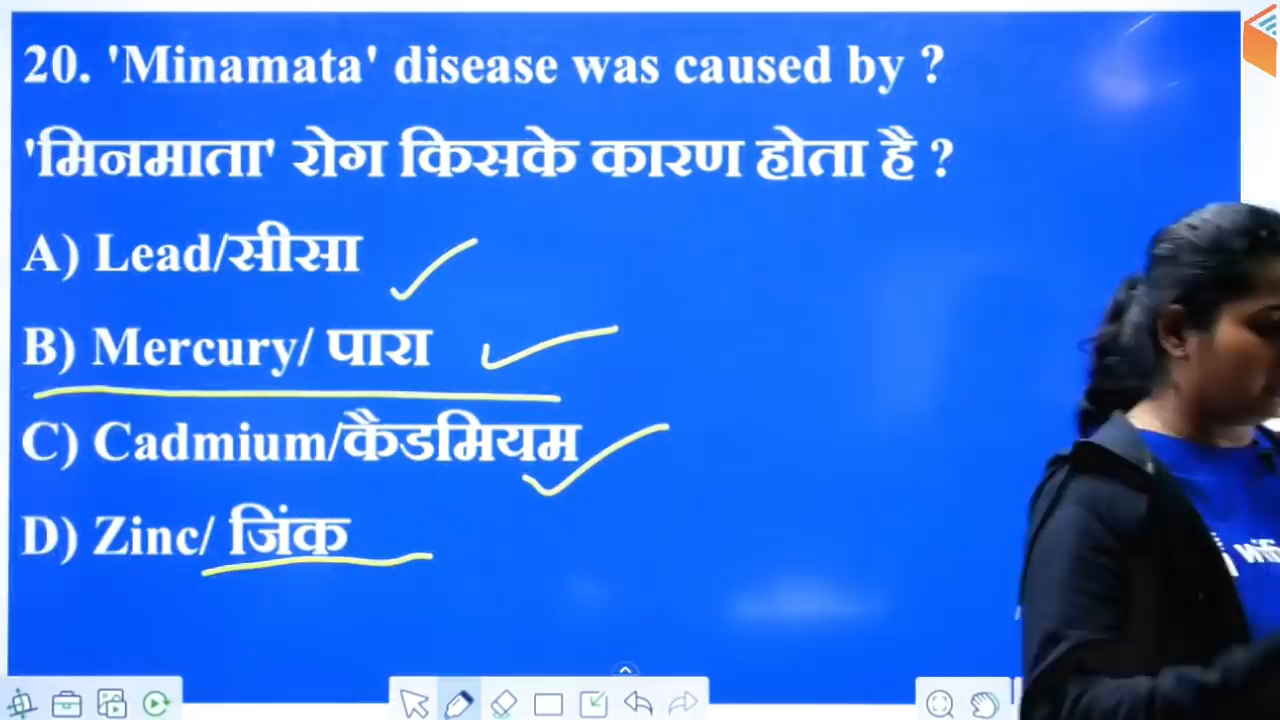 20. 'Minamata' disease was caused by ?
'मिनमाता' रोग किसके कारण होता है ?
A) Lead/सीसा
B) Mercury/ पारा
C) Cadmium/कैडमियम
D) Zinc/ जिंक